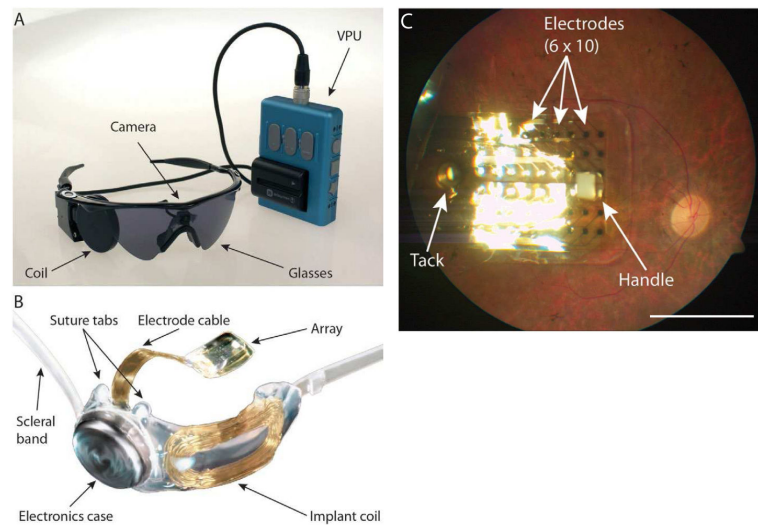 A
VPU
Camera
Coil
Glasses
B
Suture tabs
Electrode cable
Array
Scleral
band
Electronics case
Implant coil
C
Electrodes
(6 x 10)
Tack
Handle